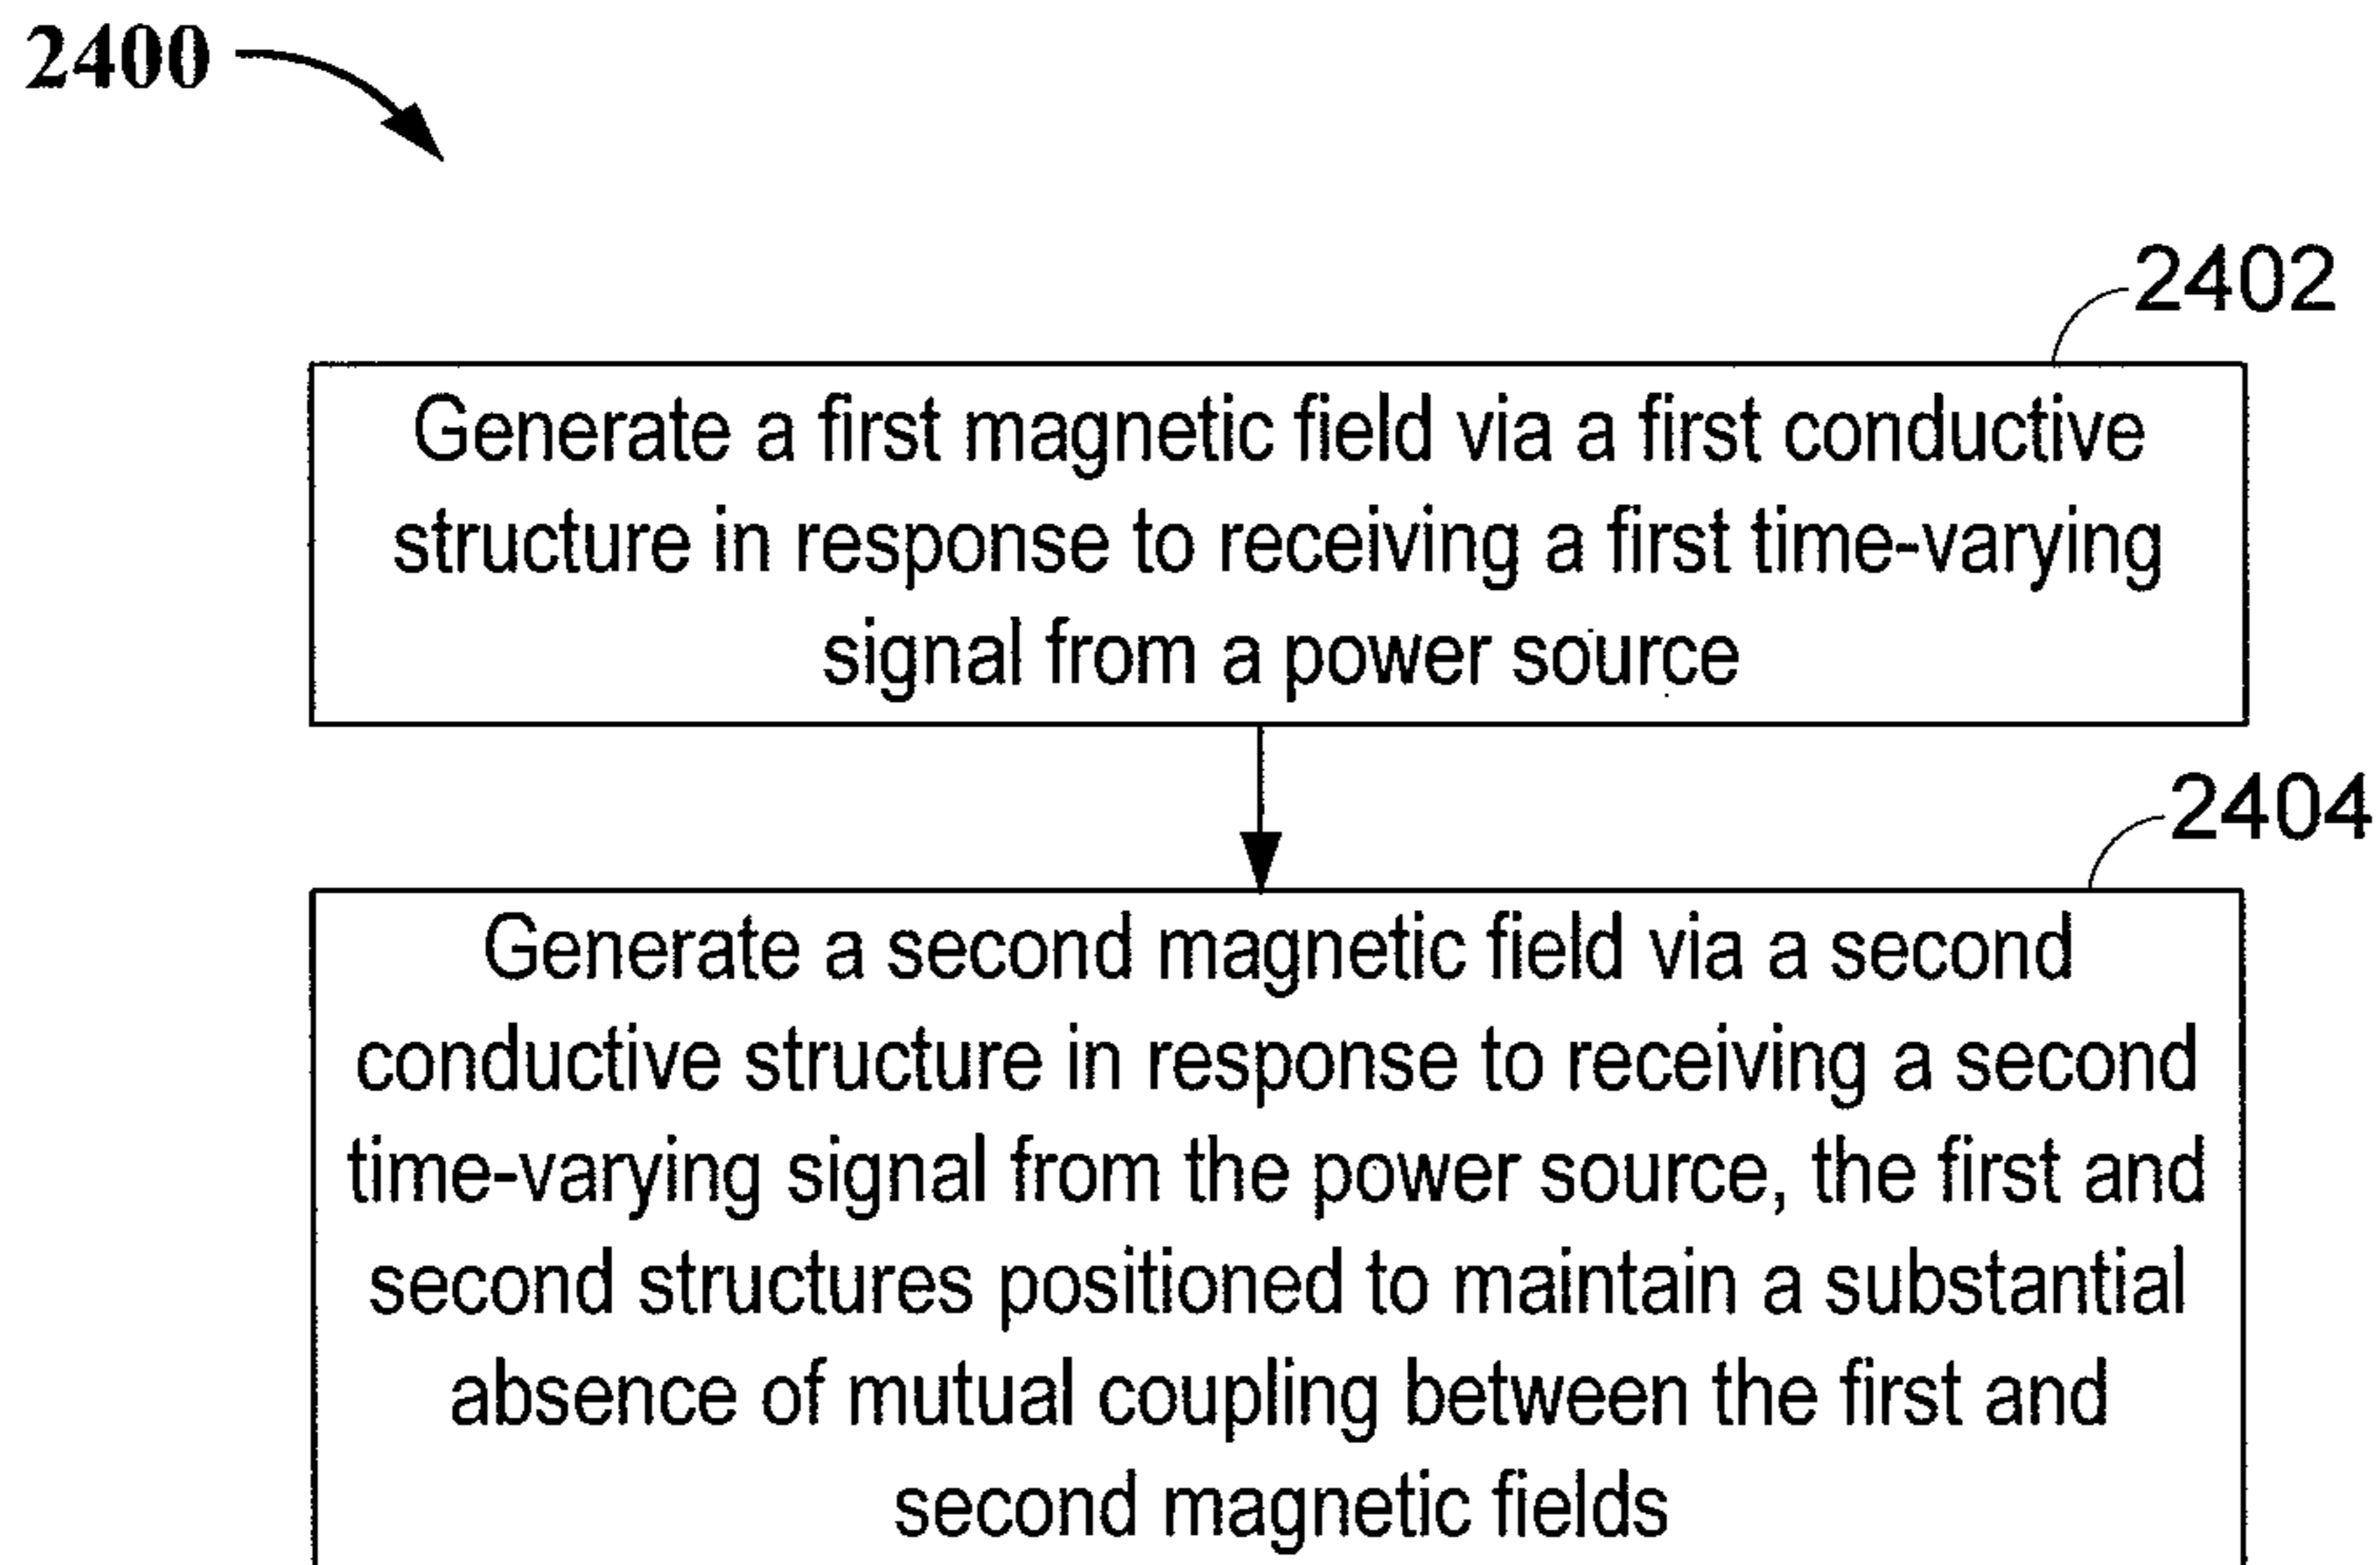 2400
2402
Generate a first magnetic field via a first conductive
structure in response to receiving a first time-varying
signal from a power source
2404
Generate a second magnetic field via a second
conductive structure in response to receiving a second
time-varying signal from the power source, the first and
second structures positioned to maintain a substantial
absence of mutual coupling between the first and
second magnetic fields